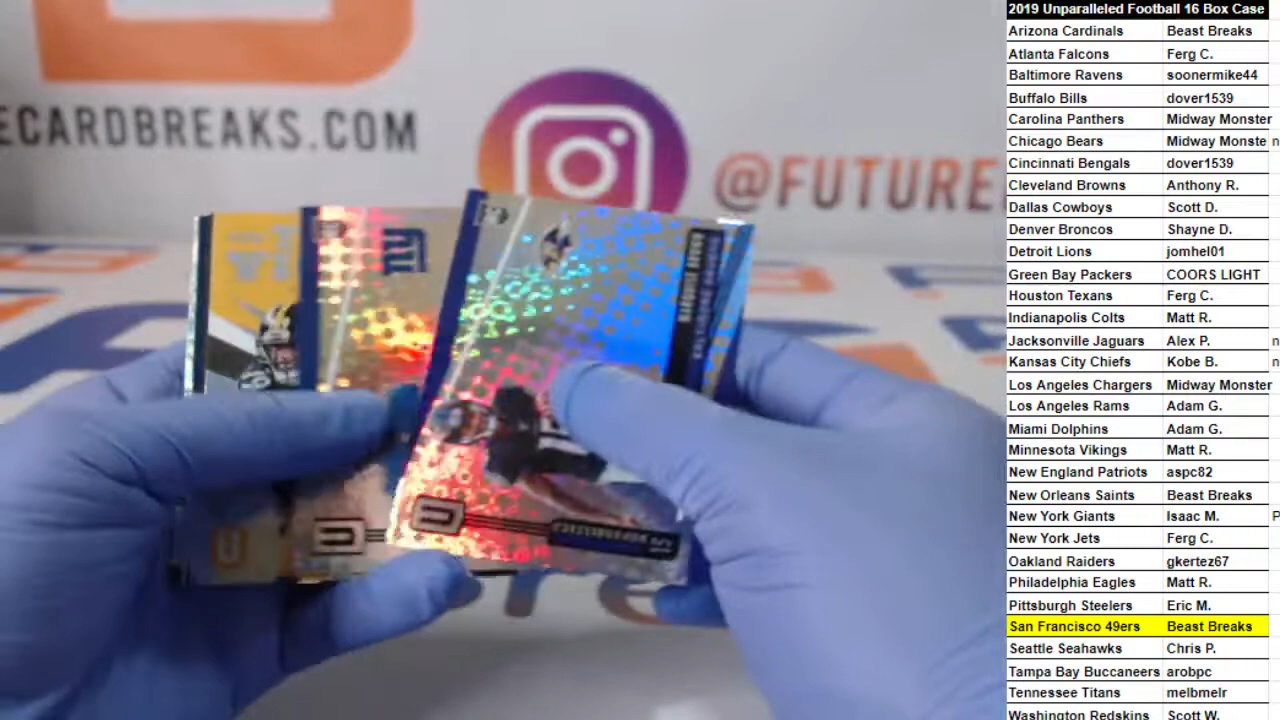 ECARDBREAKS.COM
@FUTURE
MARQUISE BROWN
2019 Unparalleled Football 16 Box Case
Arizona Cardinals Beast Breaks
Atlanta Falcons Ferg C.
Baltimore Ravens soonermike44
Buffalo Bills dover1539
Carolina Panthers Midway Monster
Chicago Bears Midway Monste n
Cincinnati Bengals dover1539
Cleveland Browns Anthony R.
Dallas Cowboys Scott D.
Denver Broncos Shayne D.
Detroit Lions jomhel01
Green Bay Packers COORS LIGHT
Houston Texans Ferg C.
Indianapolis Colts Matt R.
Jacksonville Jaguars Alex P. n
Kansas City Chiefs Kobe B. n
Los Angeles Chargers Midway Monster
Los Angeles Rams Adam G.
Miami Dolphins Adam G.
Minnesota Vikings Matt R.
New England Patriots aspc82
New Orleans Saints Beast Breaks
New York Giants Isaac M. P
New York Jets Ferg C.
Oakland Raiders gkertez67
Philadelphia Eagles Matt R.
Pittsburgh Steelers Eric M.
San Francisco 49ers Beast Breaks
Seattle Seahawks Chris P.
Tampa Bay Buccaneers arobpc
Tennessee Titans melbmelr
Washington Redskins Scott W.